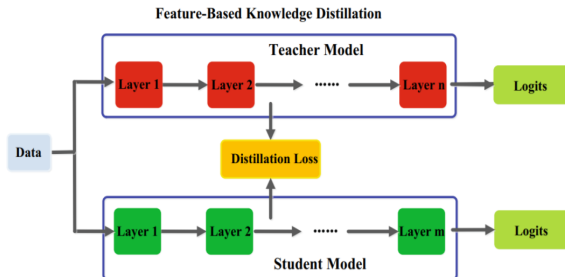 Feature-Based Knowledge Distillation
Teacher Model
Layer 1
Layer 2
......
Layer n
Logits
Data
Distillation Loss
Layer 1
Layer 2
......
Layer m
Logits
Student Model